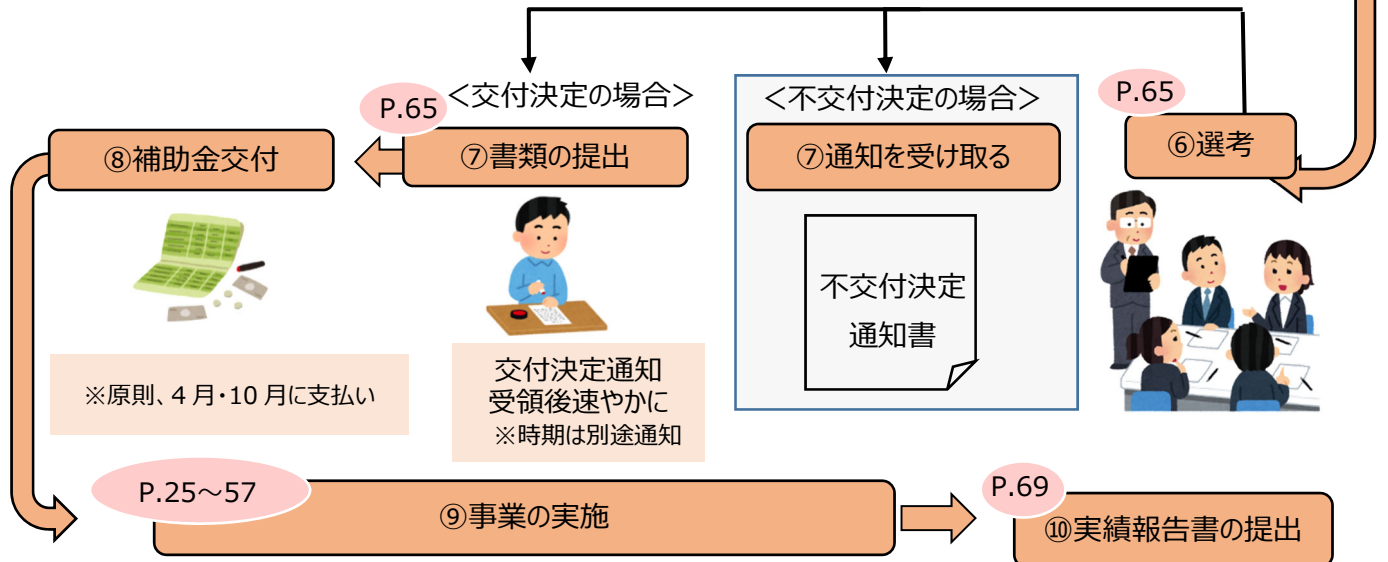 P.65
⑥選考
＜交付決定の場合＞
P.65
⑦書類の提出
交付決定通知
受領後速やかに
※時期は別途通知
＜不交付決定の場合＞
⑦通知を受け取る
不交付決定
通知書
⑧補助金交付
※原則、4月・10月に支払い
P.25～57
⑨事業の実施
P.69
⑩実績報告書の提出